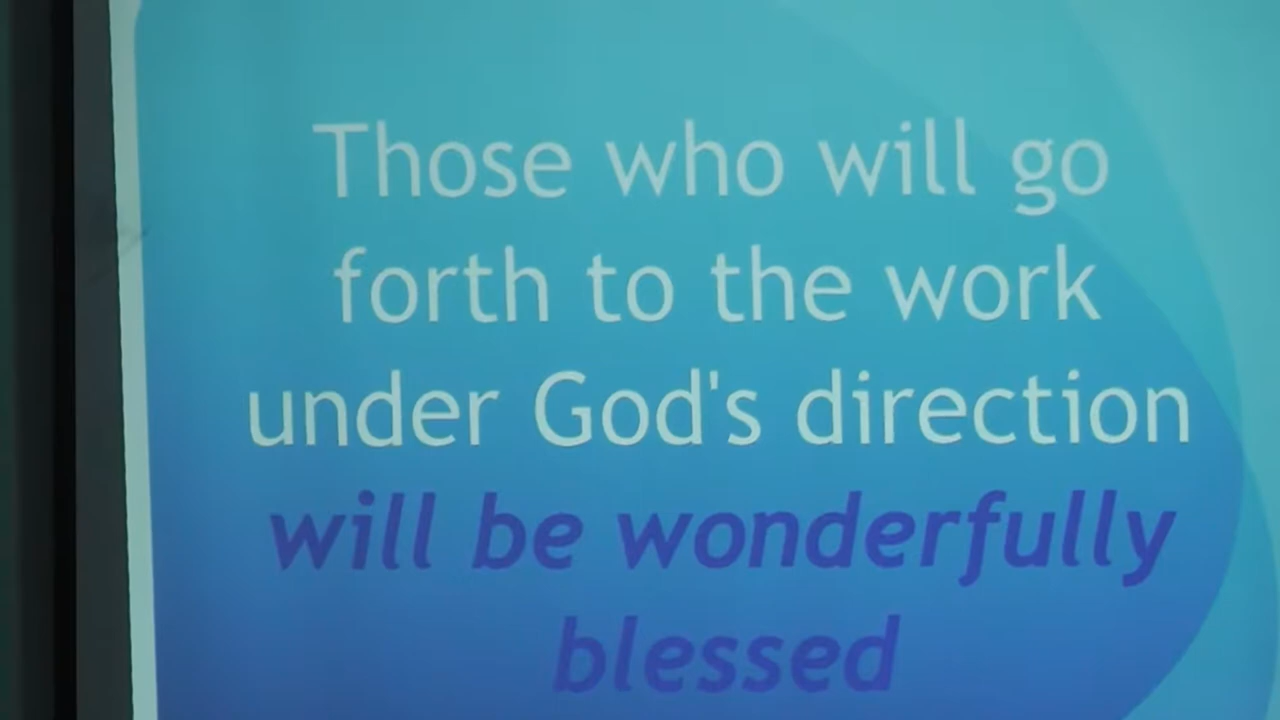 Those who will go
forth to the work
under God's direction
will be wonderfully
blessed